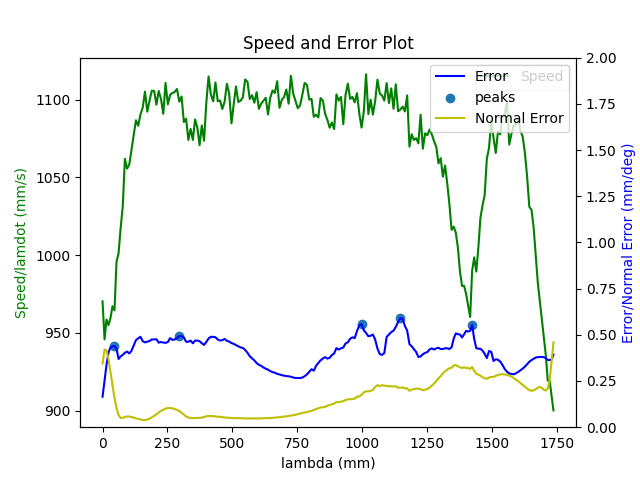 Speed and Error Plot
Speed
Error
peaks
Normal Error
1100
1050
1000
950
900
Speed/lamdot (mm/s)
2.00
1.75
1.50
1.25
1.00
0.75
0.50
0.25
0.00
Error/Normal Error (mm/deg)
0
250
500
750
1000
1250
1500
1750
lambda (mm)